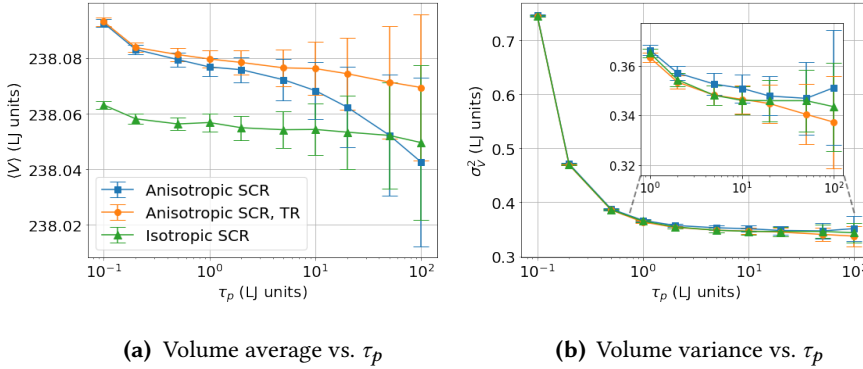 238.08
238.06
238.04
238.02
⟨V⟩ (LJ units)
Anisotropic SCR
Anisotropic SCR, TR
Isotropic SCR
10⁻¹ 10⁰ 10¹ 10²
τₚ (LJ units)
(a) Volume average vs. τₚ
0.7
0.6
0.5
0.4
0.3
σ²ᵥ (LJ units)
0.36
0.34
0.32
10⁰ 10¹ 10²
10⁻¹ 10⁰ 10¹ 10²
τₚ (LJ units)
(b) Volume variance vs. τₚ